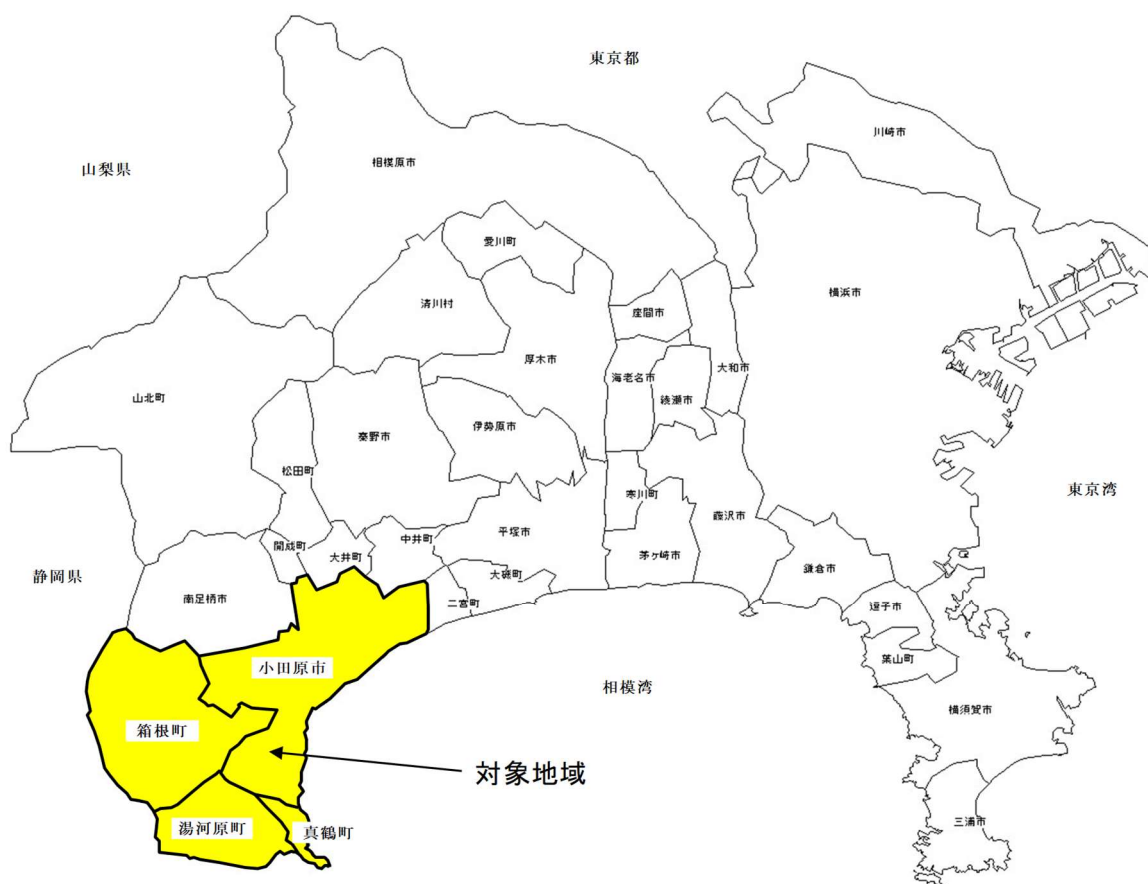 東京都
川崎市
山梨県
相模原市
愛川町
横浜市
清川村
座間市
厚木市
大和市
海老名市
山北町
綾瀬市
伊勢原市
秦野市
松田町
東京湾
寒川町
藤沢市
平塚市
中井町
開成町
大井町
茅ヶ崎市
鎌倉市
静岡県
大磯町
南足柄市
二宮町
逗子市
小田原市
葉山町
相模湾
横須賀市
箱根町
対象地域
三浦市
湯河原町
真鶴町